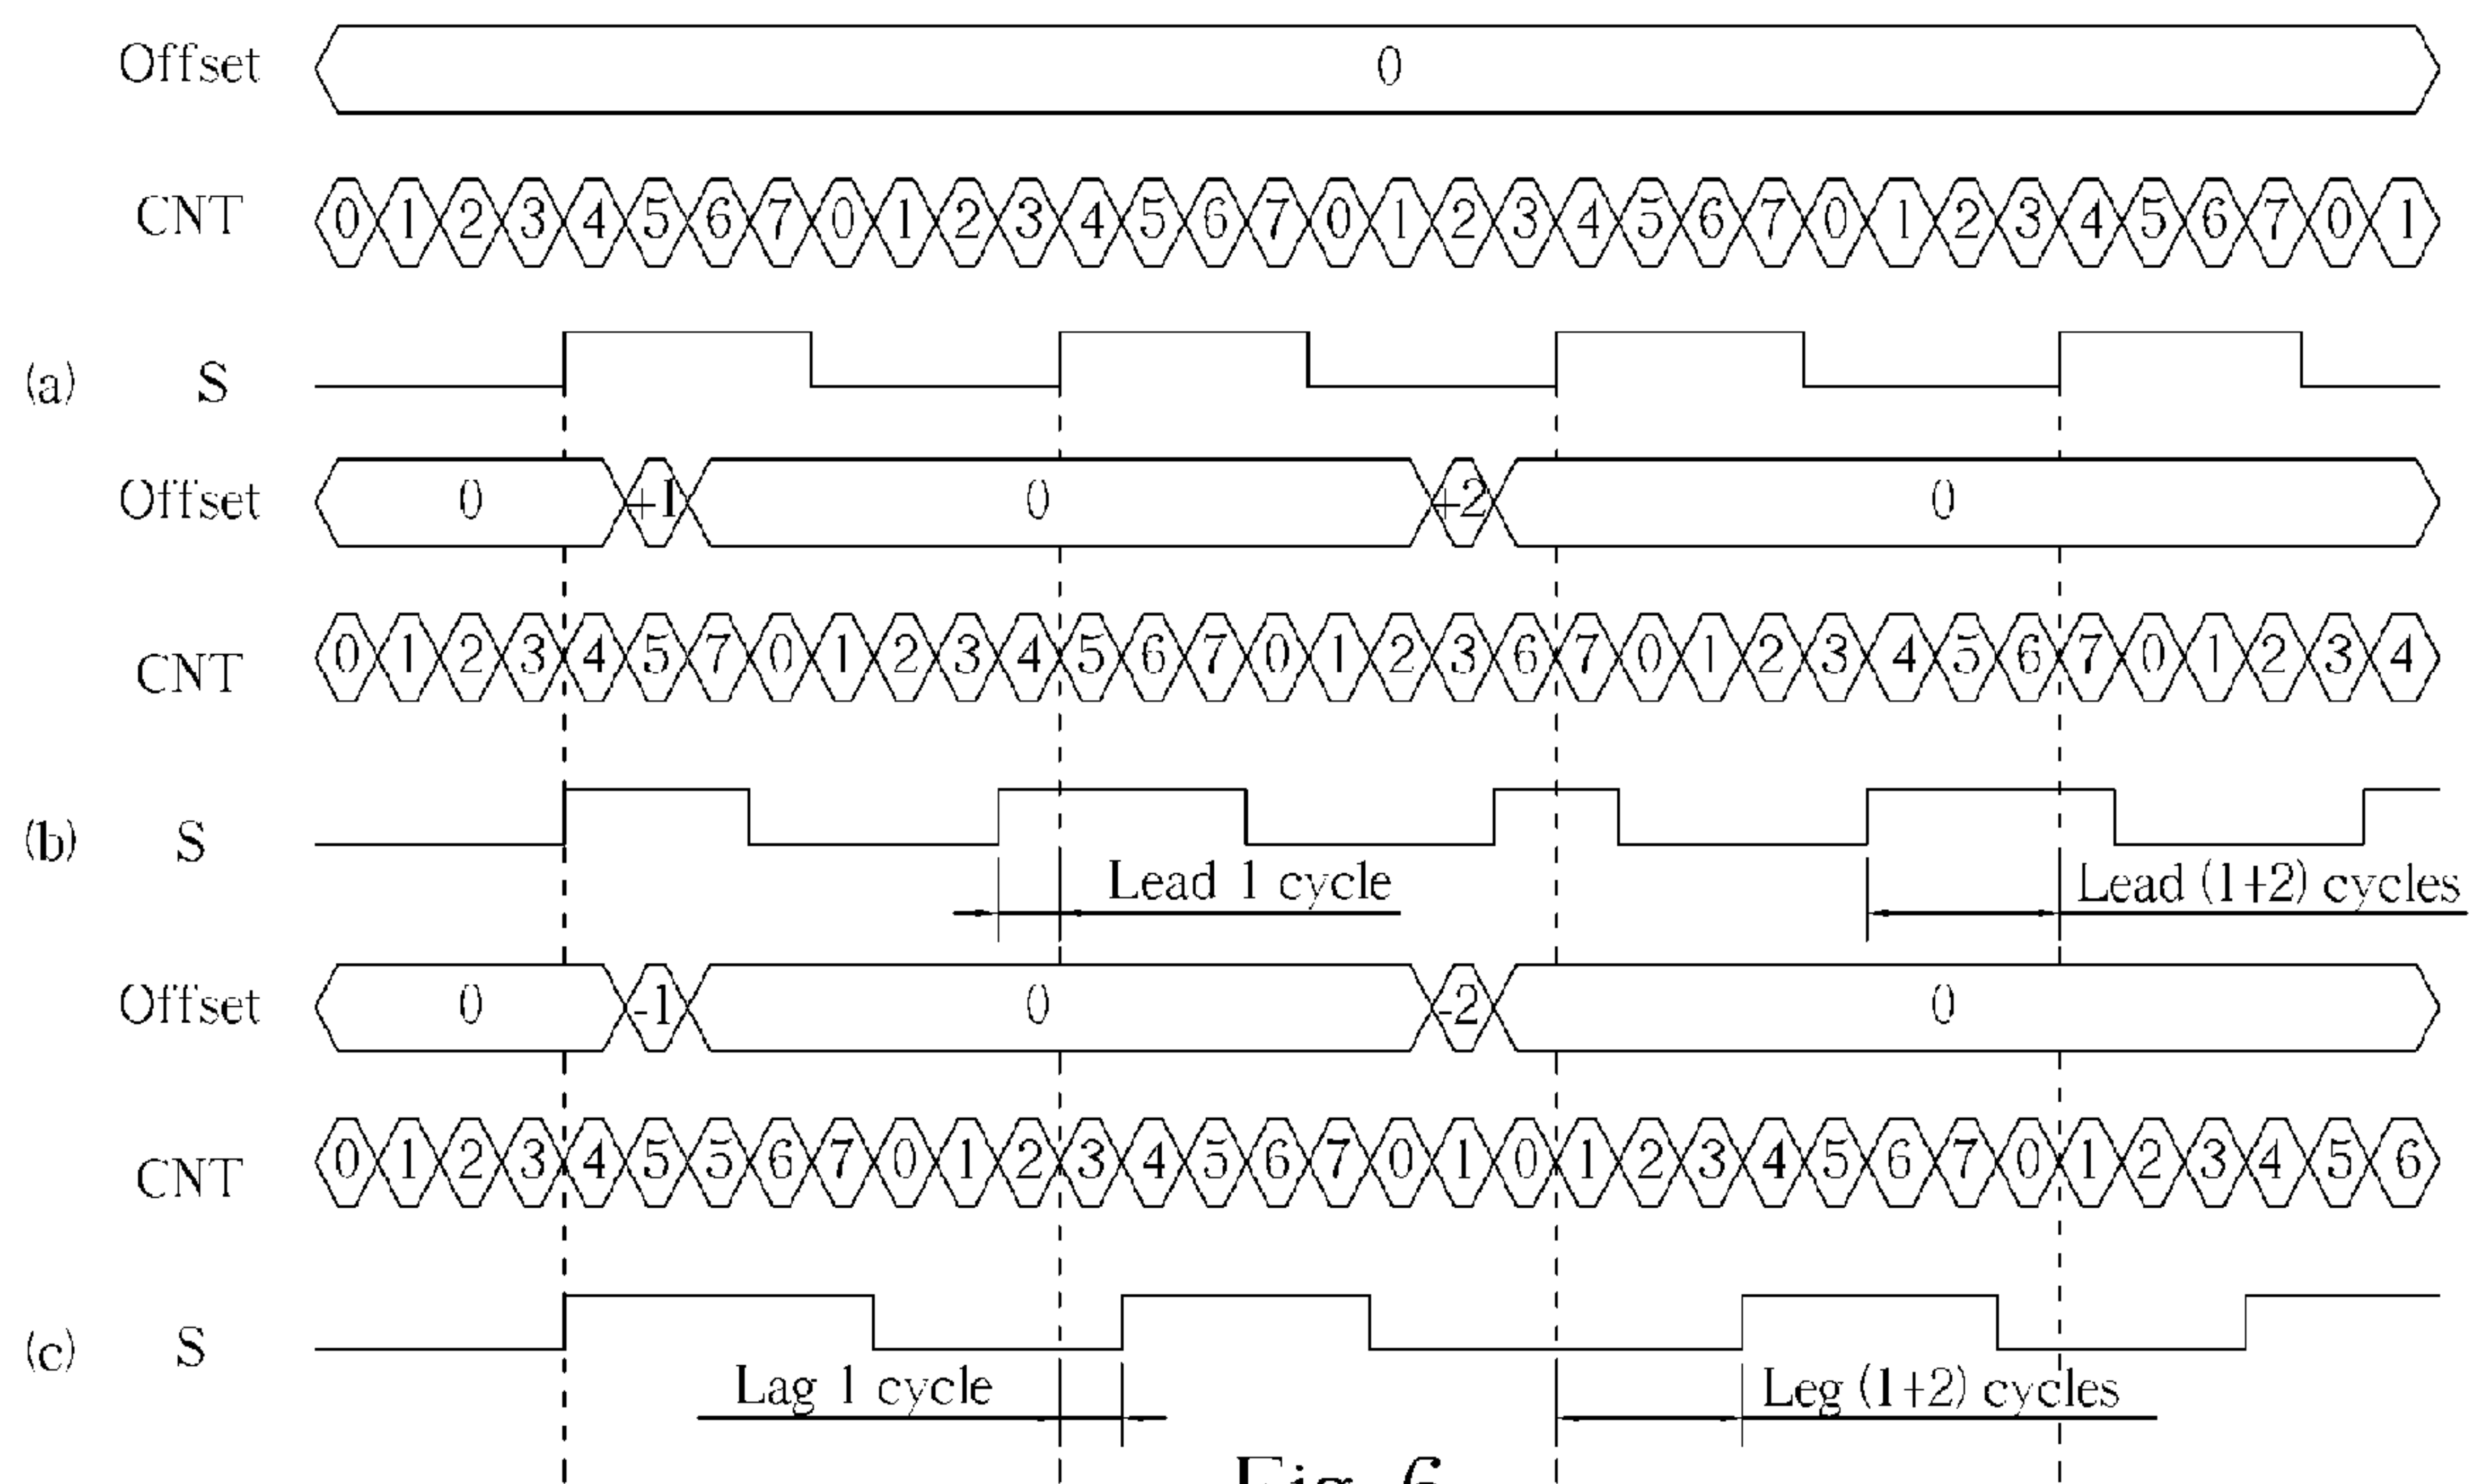 Offset 0
CNT 0 1 2 3 4 5 6 7 0 1 2 3 4 5 6 7 0 1 2 3 4 5 6 7 0 1 2 3 4 5 6 7 0 1
(a) S
Offset 0 +1 0 +2 0
CNT 0 1 2 3 4 5 7 0 1 2 3 4 5 6 7 0 1 2 3 6 7 0 1 2 3 4 5 6 7 0 1 2 3 4
(b) S
Lead 1 cycle Lead (1+2) cycles
Offset 0 -1 0 -2 0
CNT 0 1 2 3 4 5 5 6 7 0 1 2 3 4 5 6 7 0 1 0 1 2 3 4 5 6 7 0 1 2 3 4 5 6
(c) S
Lag 1 cycle Leg (1+2) cycles
Fig. 6